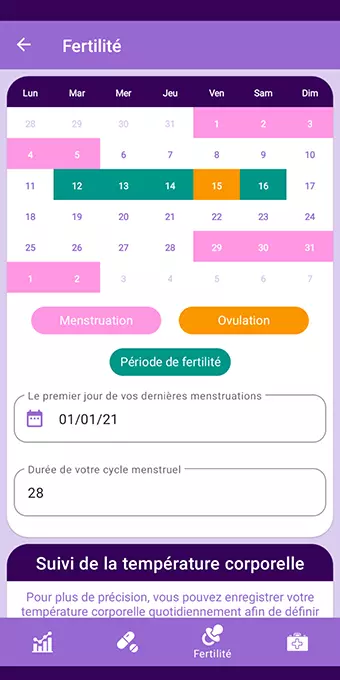 Fertilité
Lun Mar Mer Jeu Ven Sam Dim
28 29 30 31 1 2 3
4 5 6 7 8 9 10
11 12 13 14 15 16 17
18 19 20 21 22 23 24
25 26 27 28 29 30 31
1 2 3 4 5 6 7
Menstruation Ovulation
Période de fertilité
Le premier jour de vos dernières menstruations
01/01/21
Durée de votre cycle menstruel
28
Suivi de la température corporelle
Pour plus de précision, vous pouvez enregistrer votre
température corporelle quotidiennement afin de définir
Fertilité